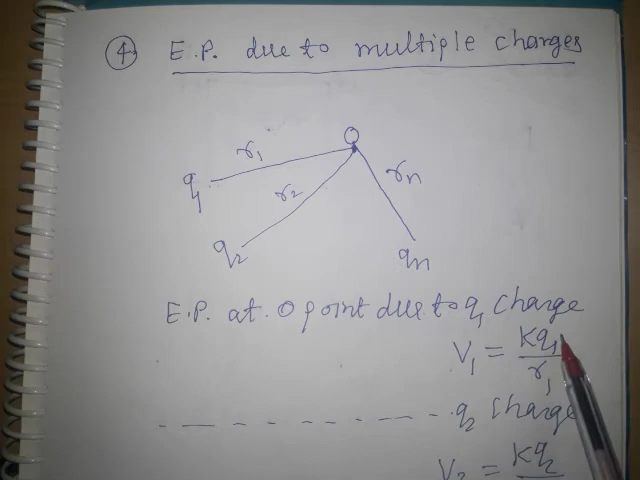 4 E.P. due to multiple charges
O
r1
q1
r2
rn
q2
qn
E.P. at O point due to q1 charge
V1 = Kq1/r1
- - - - - - - - - - q2 charge
V2 = Kq2